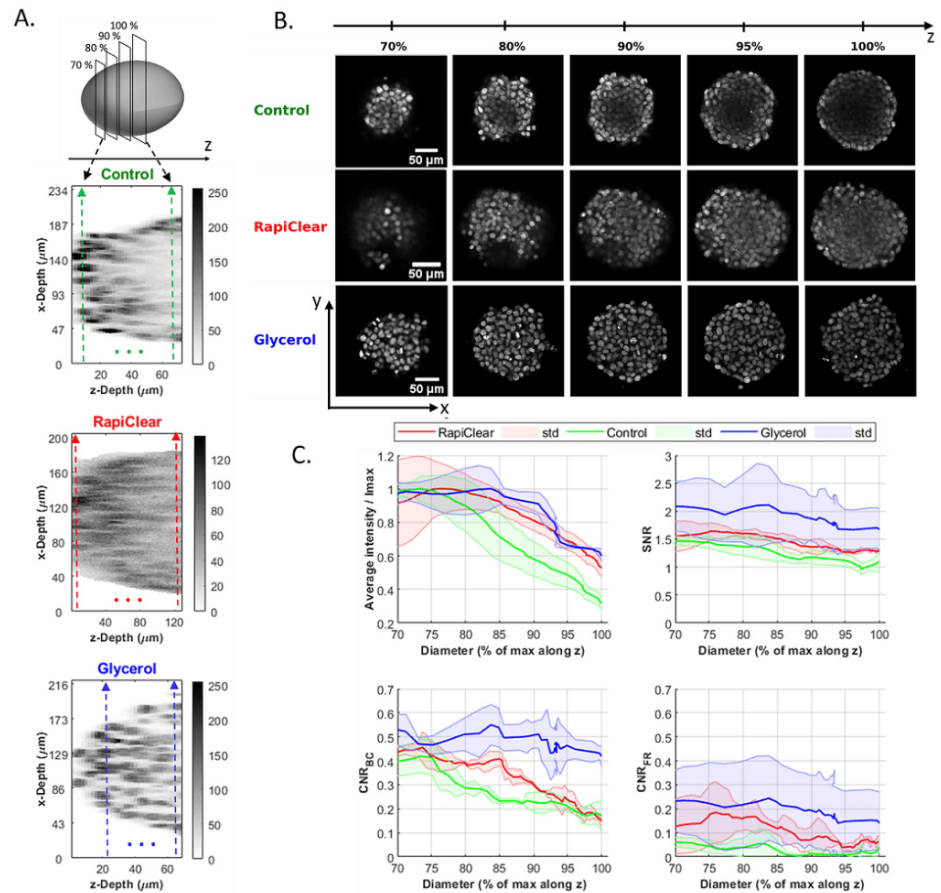 A.
100 %
90 %
80 %
70 %
z
Control
234
187
140
93
47
0
x-Depth (μm)
20 40 60
z-Depth (μm)
250
200
150
100
50
0
RapiClear
200
160
120
80
40
0
x-Depth (μm)
0 40 80 120
z-Depth (μm)
120
100
80
60
40
20
0
Glycerol
216
173
129
86
43
0
x-Depth (μm)
20 40 60
z-Depth (μm)
250
200
150
100
50
0
B.
z
70% 80% 90% 95% 100%
Control
50 μm
RapiClear
50 μm
Glycerol
50 μm
y
x
C.
RapiClear std Control std Glycerol std
1.2
1
0.8
0.6
0.4
0.2
Average intensity / Imax
70 75 80 85 90 95 100
Diameter (% of max along z)
3
2.5
2
1.5
1
0.5
0
SNR
70 75 80 85 90 95 100
Diameter (% of max along z)
0.7
0.6
0.5
0.4
0.3
0.2
0.1
0
CNRBC
70 75 80 85 90 95 100
Diameter (% of max along z)
0.7
0.6
0.5
0.4
0.3
0.2
0.1
0
CNRFR
70 75 80 85 90 95 100
Diameter (% of max along z)